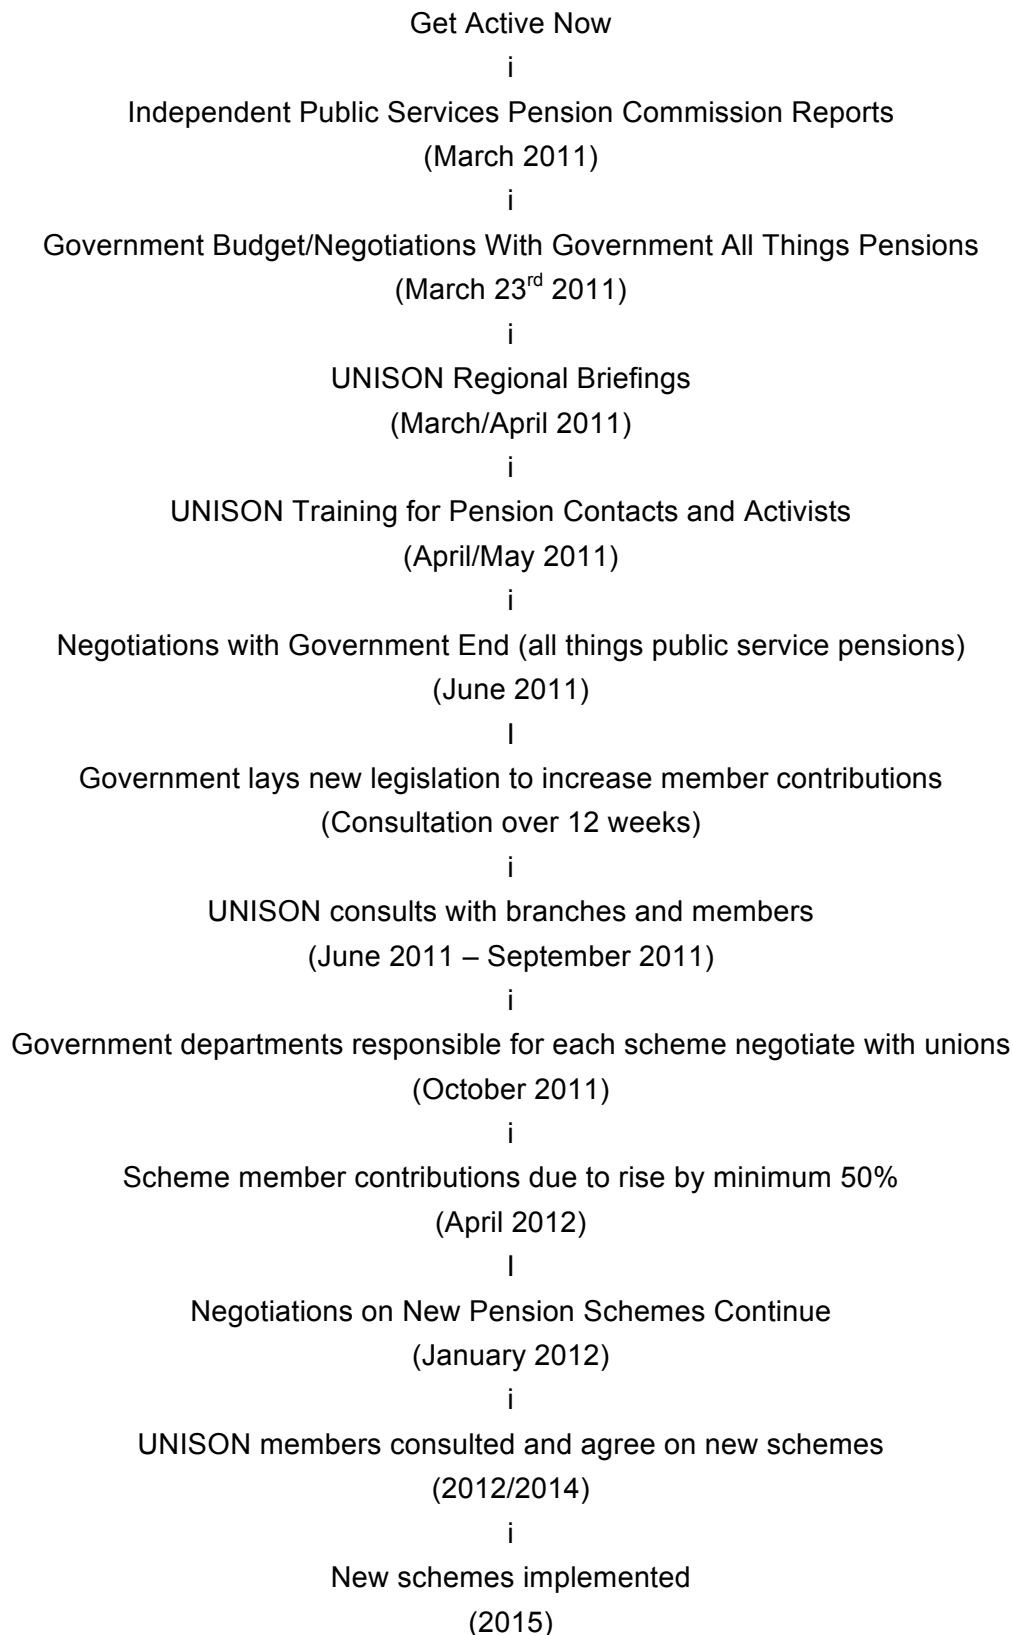 Get Active Now
i
Independent Public Services Pension Commission Reports
(March 2011)
i
Government Budget/Negotiations With Government All Things Pensions
(March 23rd 2011)
i
UNISON Regional Briefings
(March/April 2011)
i
UNISON Training for Pension Contacts and Activists
(April/May 2011)
i
Negotiations with Government End (all things public service pensions)
(June 2011)
I
Government lays new legislation to increase member contributions
(Consultation over 12 weeks)
i
UNISON consults with branches and members
(June 2011 – September 2011)
i
Government departments responsible for each scheme negotiate with unions
(October 2011)
i
Scheme member contributions due to rise by minimum 50%
(April 2012)
I
Negotiations on New Pension Schemes Continue
(January 2012)
i
UNISON members consulted and agree on new schemes
(2012/2014)
i
New schemes implemented
(2015)